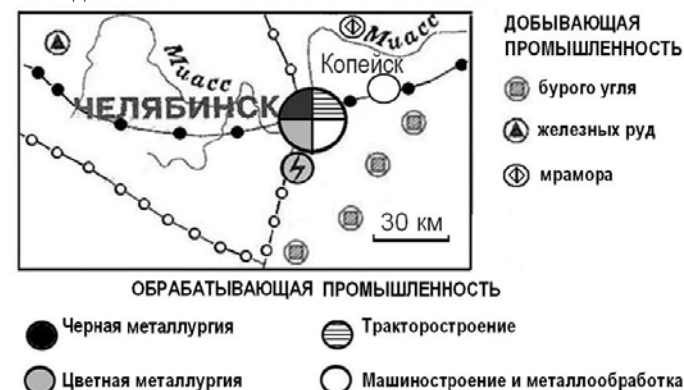 Миасс
Миасс
Копейск
ЧЕЛЯБИНСК
30 км
ДОБЫВАЮЩАЯ
ПРОМЫШЛЕННОСТЬ
бурого угля
железных руд
мрамора
ОБРАБАТЫВАЮЩАЯ ПРОМЫШЛЕННОСТЬ
Черная металлургия
Тракторостроение
Цветная металлургия
Машиностроение и металлообработка